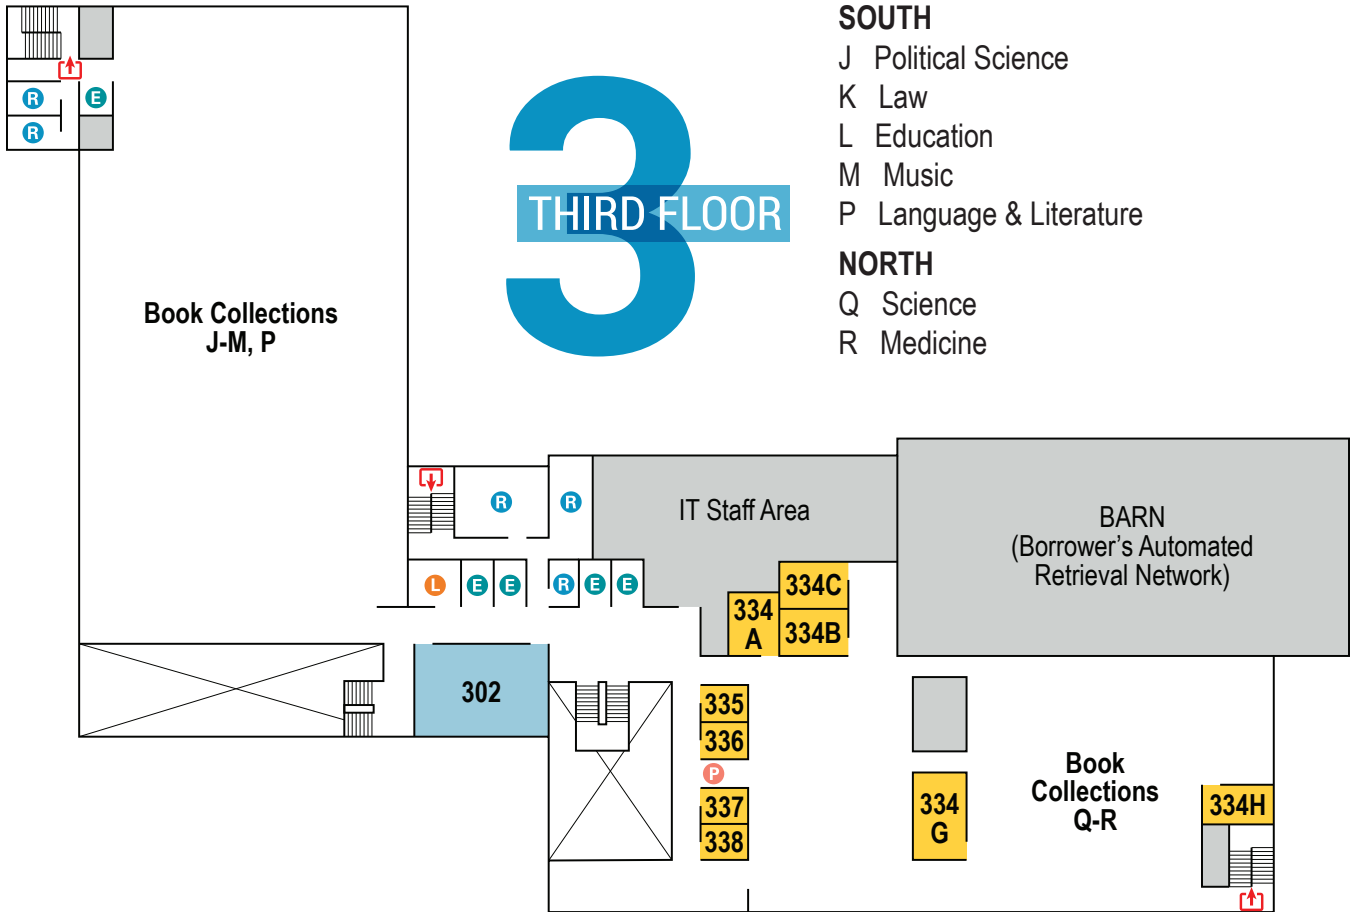 SOUTH
J Political Science
K Law
L Education
M Music
P Language & Literature
NORTH
Q Science
R Medicine
3
THIRD FLOOR
R
E
R
Book Collections
J-M, P
R
R
IT Staff Area
BARN
(Borrower's Automated
Retrieval Network)
L
E
E
R
E
E
334C
334
A
334B
302
335
336
P
337
338
334
G
Book
Collections
Q-R
334H